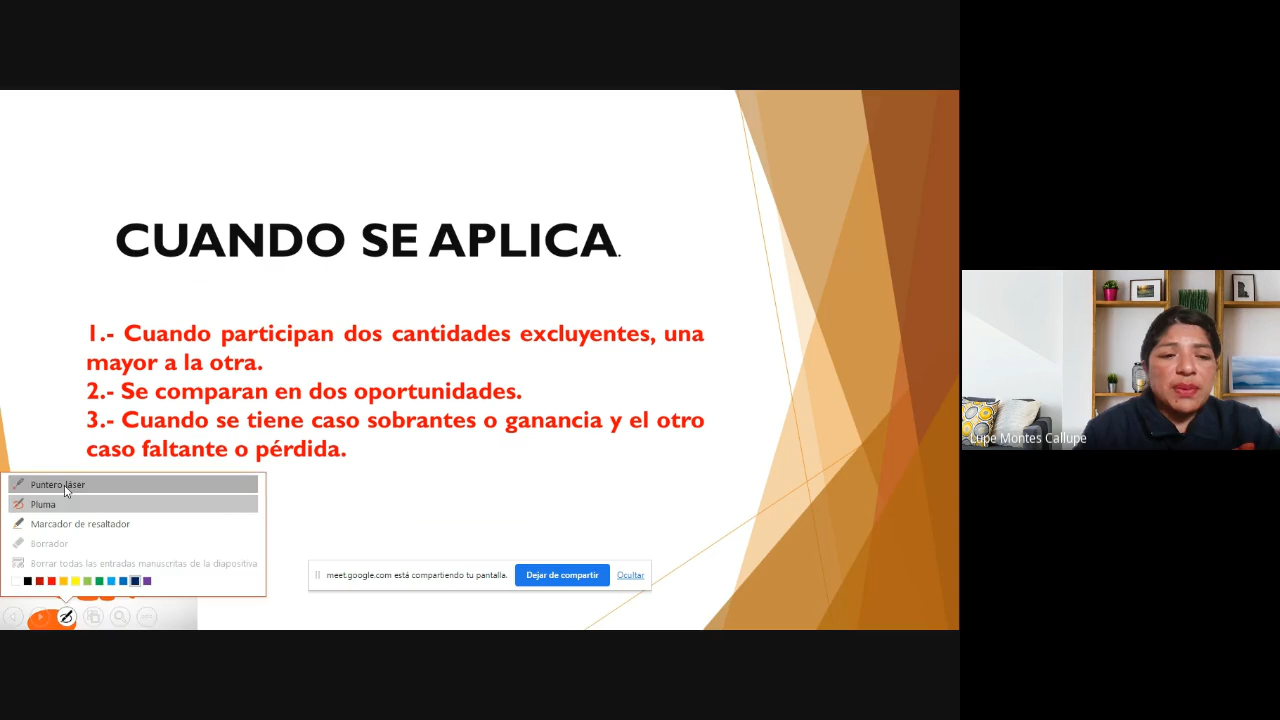 CUANDO SE APLICA.
1.- Cuando participan dos cantidades excluyentes, una
mayor a la otra.
2.- Se comparan en dos oportunidades.
3.- Cuando se tiene caso sobrantes o ganancia y el otro
caso faltante o pérdida.
Puntero láser
Pluma
Marcador de resaltador
Borrador
Borrar todas las entradas manuscritas de la diapositiva
meet.google.com está compartiendo tu pantalla.
Dejar de compartir
Ocultar
Lupe Montes Callupe